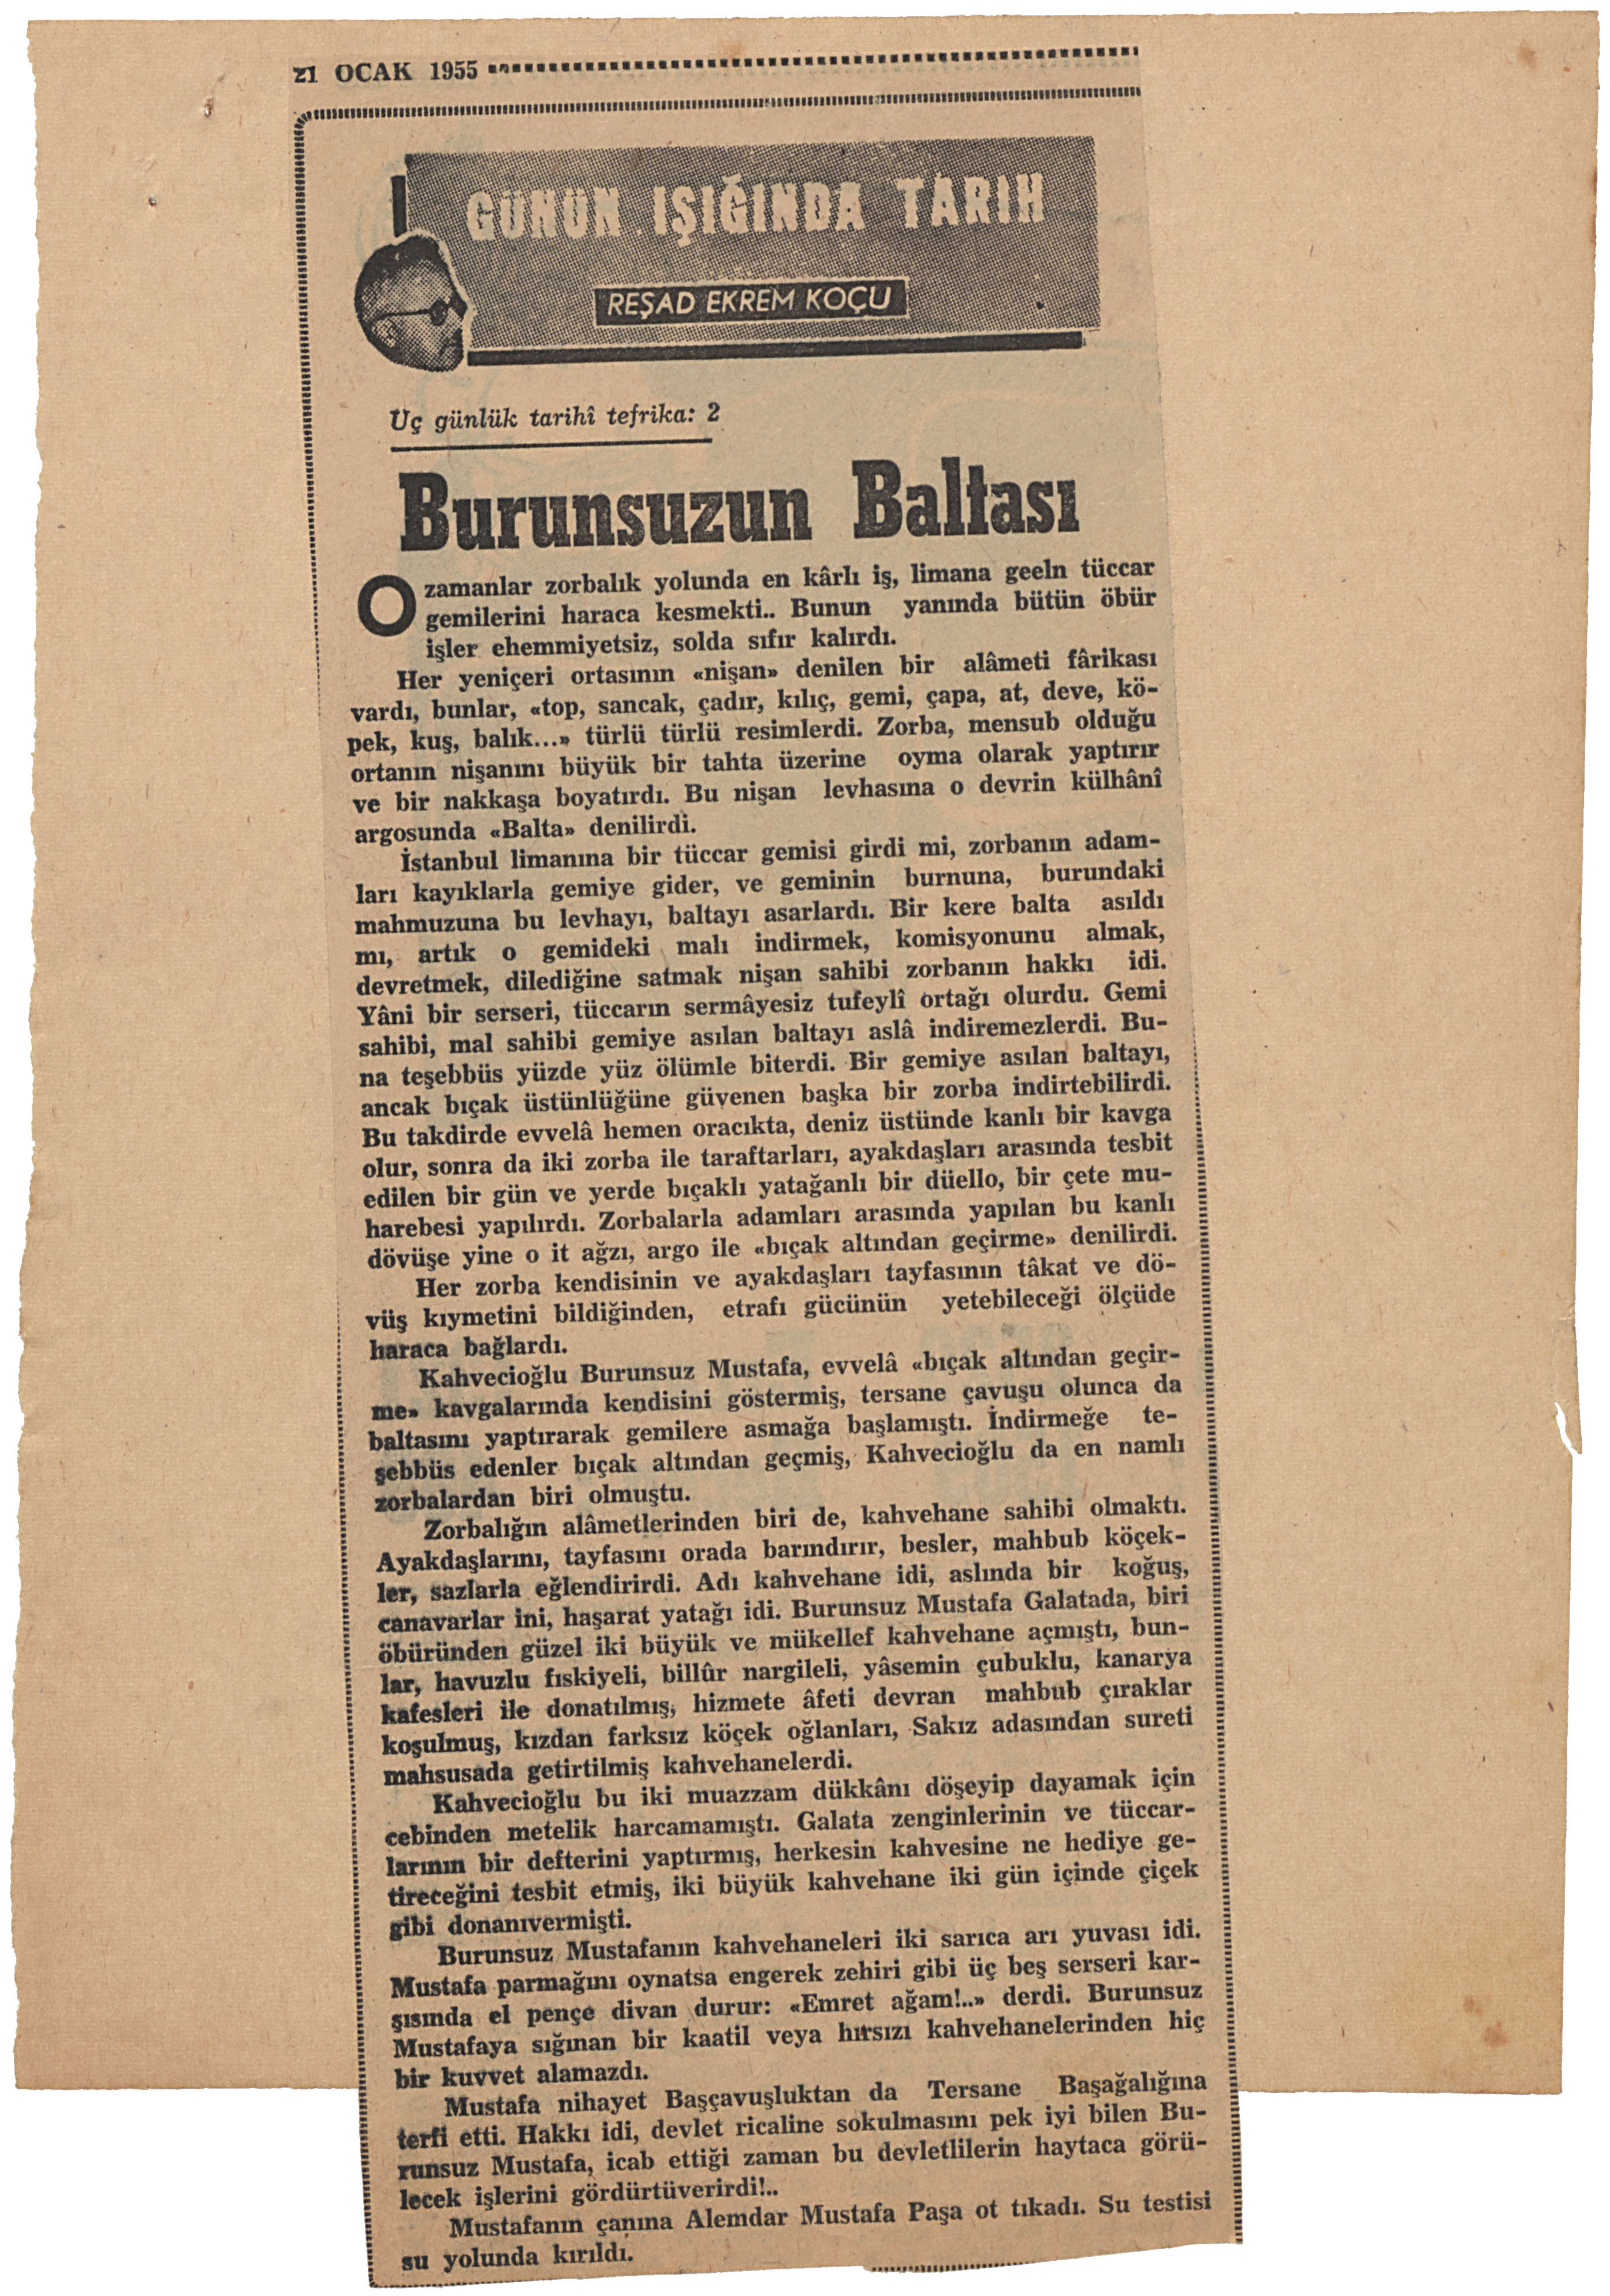 21 OCAK 1955
GÜNÜN IŞIĞINDA TARIH
REŞAD EKREM KOÇU
Üç günlük tarihî tefrika: 2
Burunsuzun Baltası
O zamanlar zorbalık yolunda en kârlı iş, limana geeln tüccar
gemilerini haraca kesmekti.. Bunun yanında bütün öbür
işler ehemmiyetsiz, solda sıfır kalırdı.
Her yeniçeri ortasının «nişan» denilen bir alâmeti fârikası
vardı, bunlar, «top, sancak, çadır, kılıç, gemi, çapa, at, deve, kö-
pek, kuş, balık...» türlü türlü resimlerdi. Zorba, mensub olduğu
ortanın nişanını büyük bir tahta üzerine oyma olarak yaptırır
ve bir nakkaşa boyatırdı. Bu nişan levhasına o devrin külhânî
argosunda «Balta» denilirdi.
İstanbul limanına bir tüccar gemisi girdi mi, zorbanın adam-
ları kayıklarla gemiye gider, ve geminin burnuna, burundaki
mahmuzuna bu levhayı, baltayı asarlardı. Bir kere balta asıldı
mı, artık o gemideki malı indirmek, komisyonunu almak,
devretmek, dilediğine satmak nişan sahibi zorbanın hakkı idi.
Yâni bir serseri, tüccarın sermâyesiz tufeylî ortağı olurdu. Gemi
sahibi, mal sahibi gemiye asılan baltayı aslâ indiremezlerdi. Bu-
na teşebbüs yüzde yüz ölümle biterdi. Bir gemiye asılan baltayı,
ancak bıçak üstünlüğüne güvenen başka bir zorba indirtebilirdi.
Bu takdirde evvelâ hemen oracıkta, deniz üstünde kanlı bir kavga
olur, sonra da iki zorba ile taraftarları, ayakdaşları arasında tesbit
edilen bir gün ve yerde bıçaklı yatağanlı bir düello, bir çete mu-
harebesi yapılırdı. Zorbalarla adamları arasında yapılan bu kanlı
dövüşe yine o it ağzı, argo ile «bıçak altından geçirme» denilirdi.
Her zorba kendisinin ve ayakdaşları tayfasının tâkat ve dö-
vüş kıymetini bildiğinden, etrafı gücünün yetebileceği ölçüde
haraca bağlardı.
Kahvecioğlu Burunsuz Mustafa, evvelâ «bıçak altından geçir-
me» kavgalarında kendisini göstermiş, tersane çavuşu olunca da
baltasını yaptırarak gemilere asmağa başlamıştı. İndirmeğe te-
şebbüs edenler bıçak altından geçmiş, Kahvecioğlu da en namlı
zorbalardan biri olmuştu.
Zorbalığın alâmetlerinden biri de, kahvehane sahibi olmaktı.
Ayakdaşlarını, tayfasını orada barındırır, besler, mahbub köçek-
ler, sazlarla eğlendirirdi. Adı kahvehane idi, aslında bir koğuş,
canavarlar ini, haşarat yatağı idi. Burunsuz Mustafa Galatada, biri
öbüründen güzel iki büyük ve mükellef kahvehane açmıştı, bun-
lar, havuzlu fıskiyeli, billûr nargileli, yâsemin çubuklu, kanarya
kafesleri ile donatılmış, hizmete âfeti devran mahbub çıraklar
koşulmuş, kızdan farksız köçek oğlanları, Sakız adasından sureti
mahsusada getirtilmiş kahvehanelerdi.
Kahvecioğlu bu iki muazzam dükkânı döşeyip dayamak için
cebinden metelik harcamamıştı. Galata zenginlerinin ve tüccar-
larının bir defterini yaptırmış, herkesin kahvesine ne hediye ge-
tireceğini tesbit etmiş, iki büyük kahvehane iki gün içinde çiçek
gibi donanıvermişti.
Burunsuz Mustafanın kahvehaneleri iki sarıca arı yuvası idi.
Mustafa parmağını oynatsa engerek zehiri gibi üç beş serseri kar-
şısında el pençe divan durur: «Emret ağam!..» derdi. Burunsuz
Mustafaya sığınan bir kaatil veya hırsızı kahvehanelerinden hiç
bir kuvvet alamazdı.
Mustafa nihayet Başçavuşluktan da Tersane Başağalığına
terfi etti. Hakkı idi, devlet ricaline sokulmasını pek iyi bilen Bu-
runsuz Mustafa, icab ettiği zaman bu devletlilerin haytaca görü-
lecek işlerini gördürtüverirdi!..
Mustafanın çanına Alemdar Mustafa Paşa ot tıkadı. Su testisi
su yolunda kırıldı.